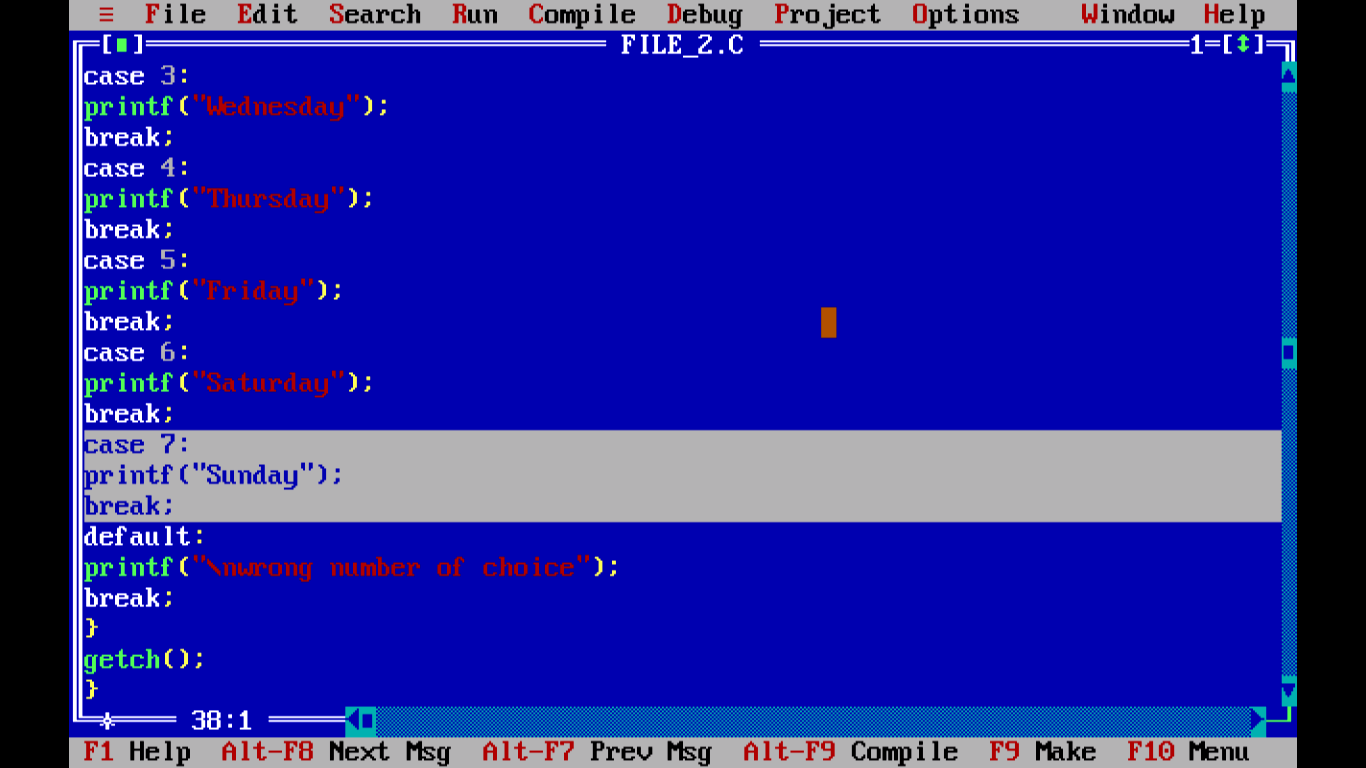 ≡ File Edit Search Run Compile Debug Project Options Window Help
[■] FILE_2.C 1=[↕]
case 3:
printf("Wednesday");
break;
case 4:
printf("Thursday");
break;
case 5:
printf("Friday");
break;
case 6:
printf("Saturday");
break;
case 7:
printf("Sunday");
break;
default:
printf("\nwrong number of choice");
break;
}
getch();
}
38:1
F1 Help Alt-F8 Next Msg Alt-F7 Prev Msg Alt-F9 Compile F9 Make F10 Menu